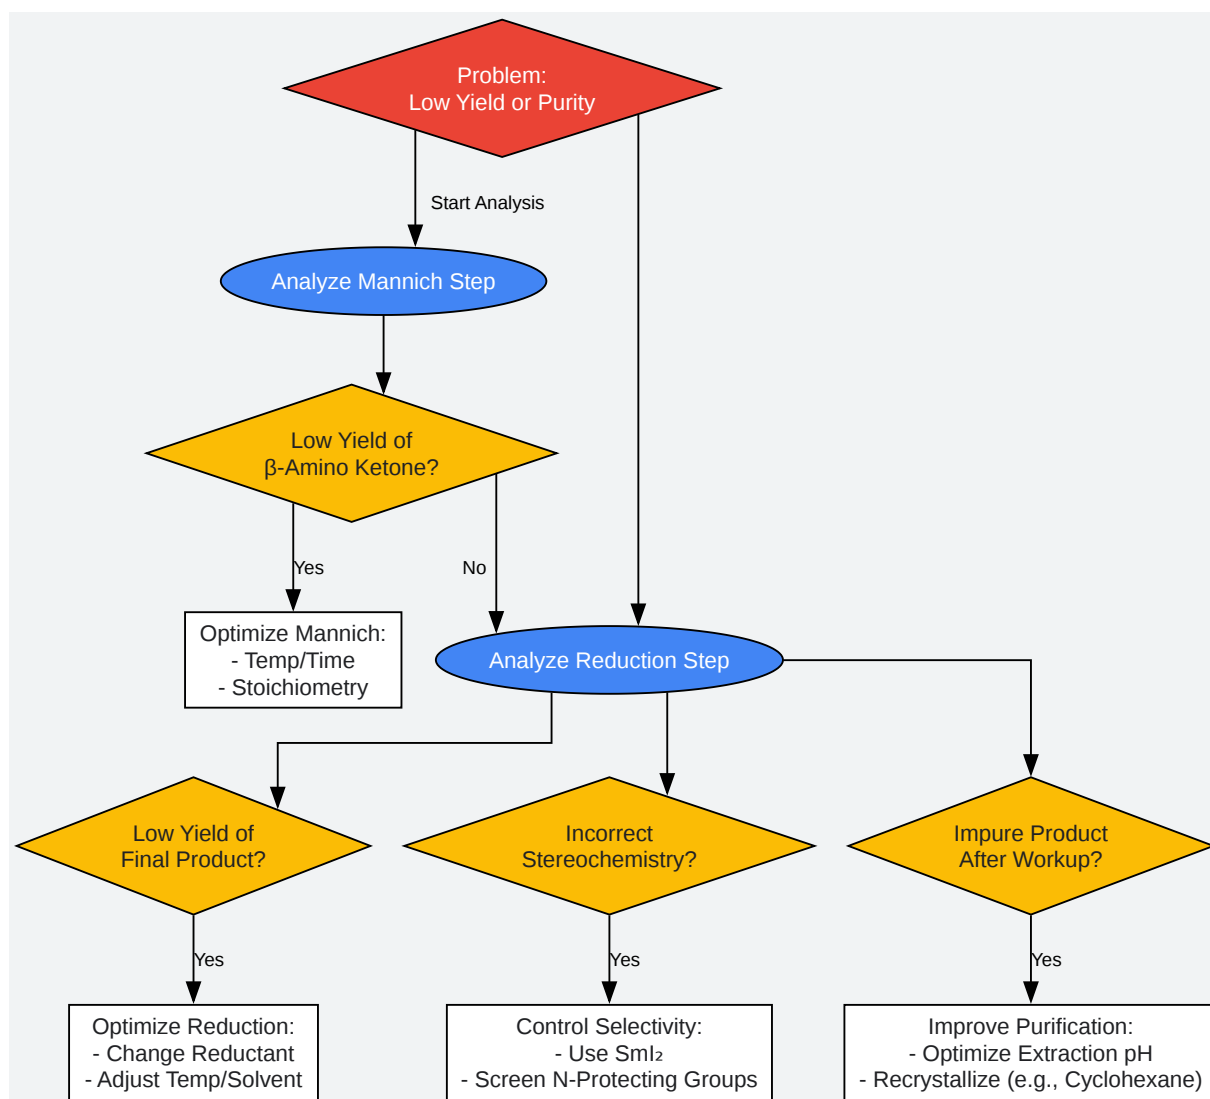 Problem:
Low Yield or Purity
Start Analysis
Analyze Mannich Step
Low Yield of
β-Amino Ketone?
Yes
No
Optimize Mannich:
- Temp/Time
- Stoichiometry
Analyze Reduction Step
Low Yield of
Final Product?
Incorrect
Stereochemistry?
Impure Product
After Workup?
Yes
Yes
Yes
Optimize Reduction:
- Change Reductant
- Adjust Temp/Solvent
Control Selectivity:
- Use SmI₂
- Screen N-Protecting Groups
Improve Purification:
- Optimize Extraction pH
- Recrystallize (e.g., Cyclohexane)